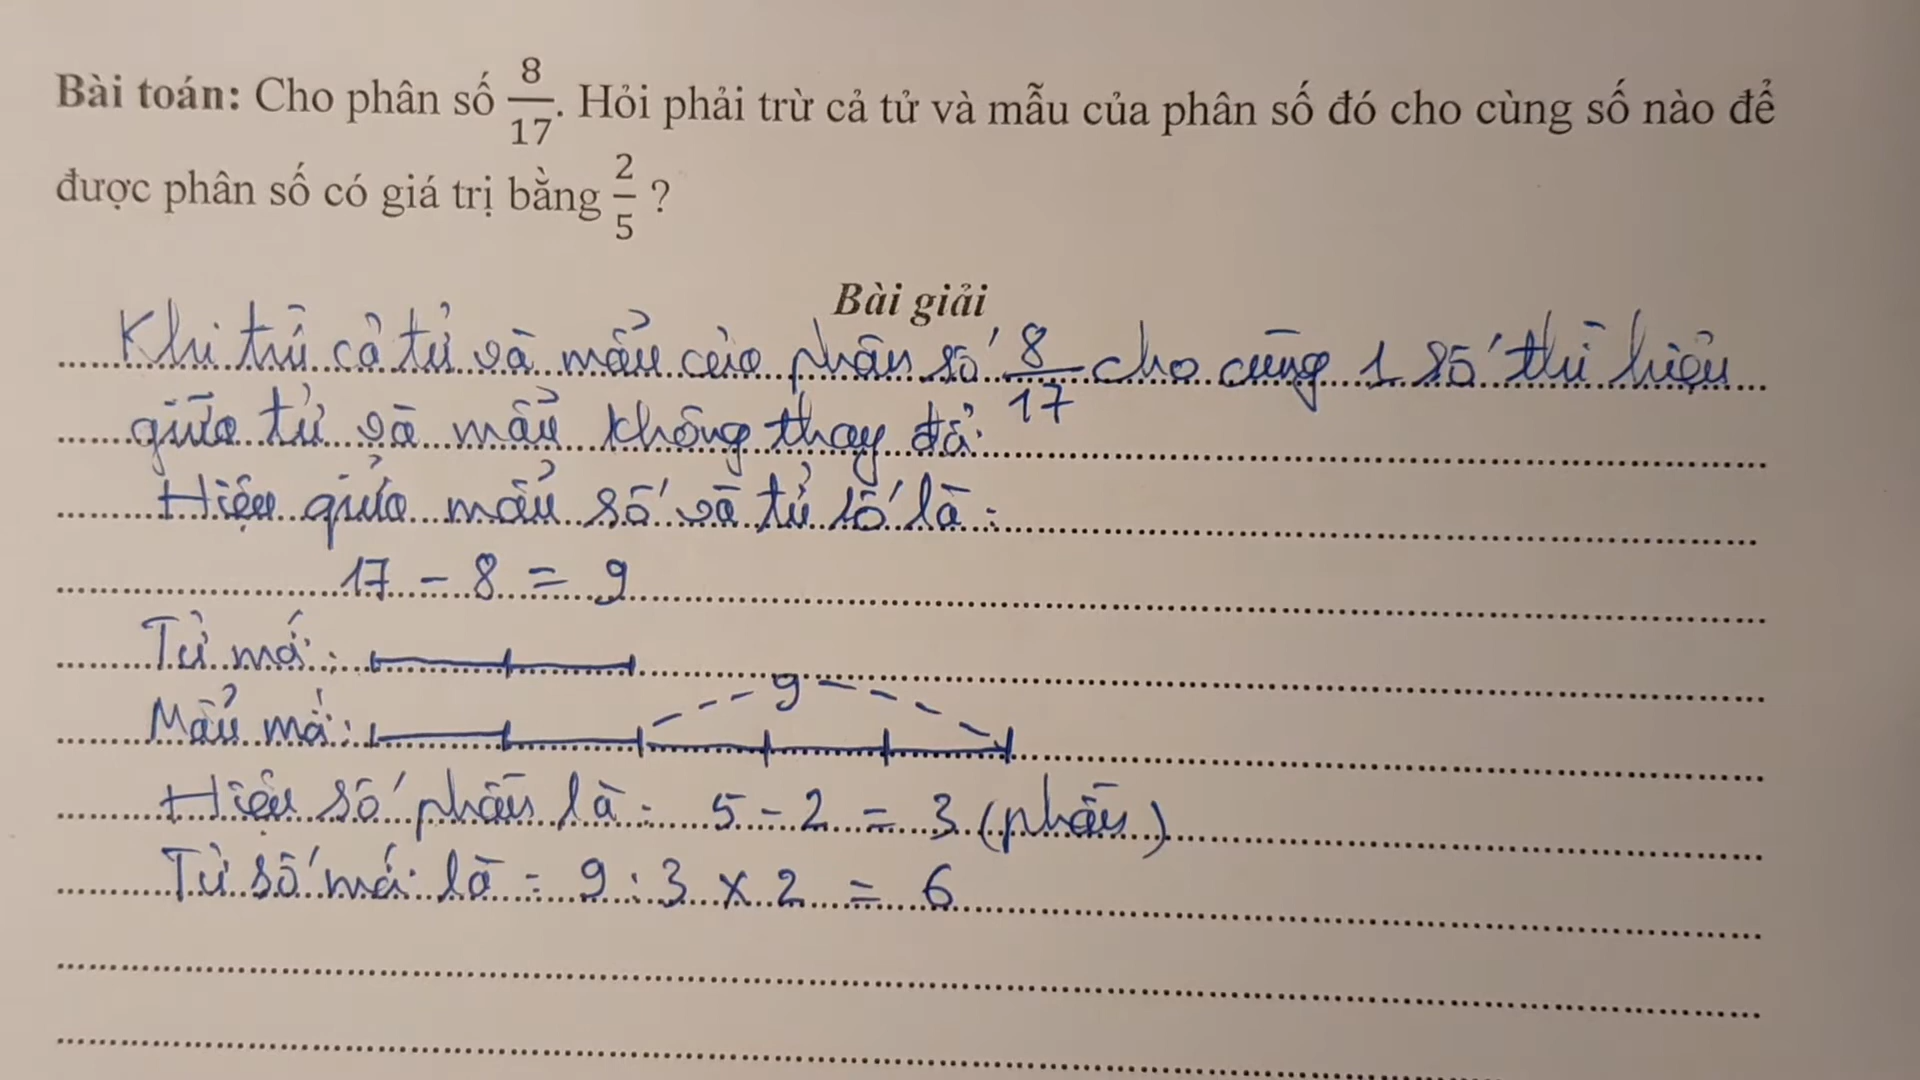 Bài toán: Cho phân số 8/17. Hỏi phải trừ cả tử và mẫu của phân số đó cho cùng số nào để
được phân số có giá trị bằng 2/5 ?
Bài giải
Khi trừ cả tử và mẫu của phân số 8/17 cho cùng 1 số thì hiệu
giữa tử và mẫu không thay đổi
Hiệu giữa mẫu số và tử số là:
17 - 8 = 9
Tử mới:
9
Mẫu mới:
Hiệu số phần là: 5 - 2 = 3 (phần)
Tử số mới là: 9 : 3 x 2 = 6